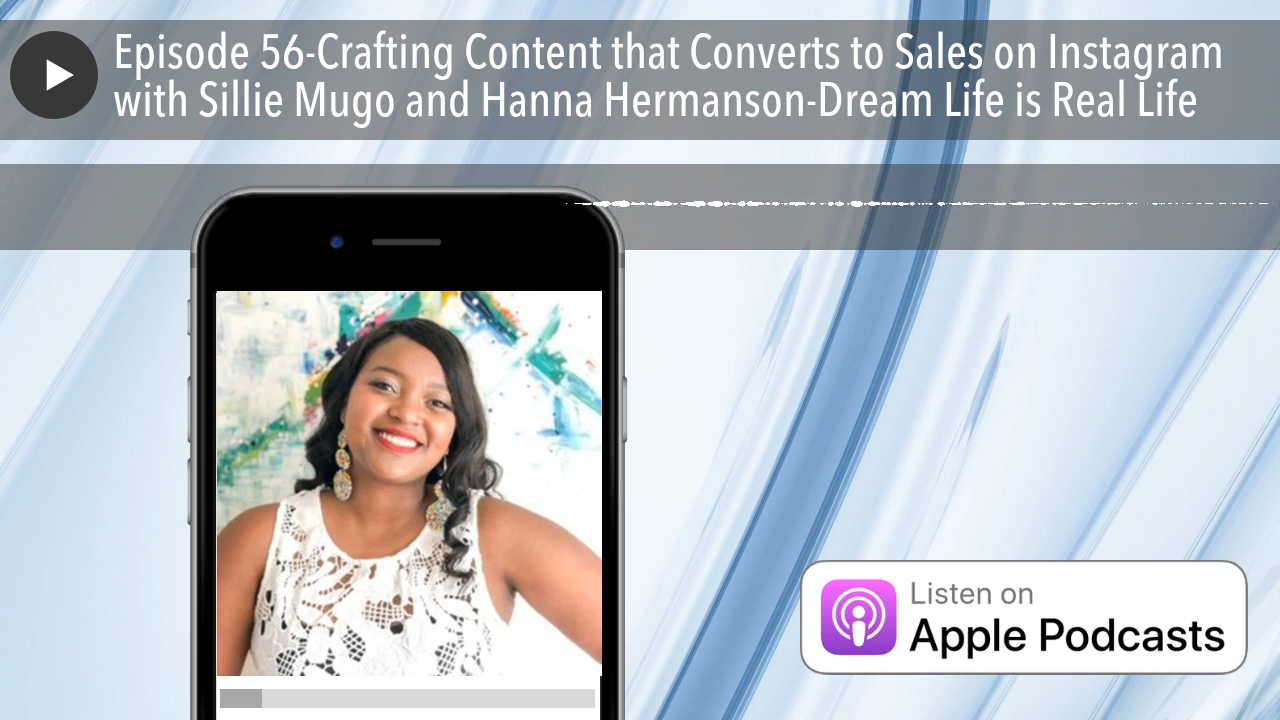 Episode 56-Crafting Content that Converts to Sales on Instagram
with Sillie Mugo and Hanna Hermanson-Dream Life is Real Life
Listen on
Apple Podcasts